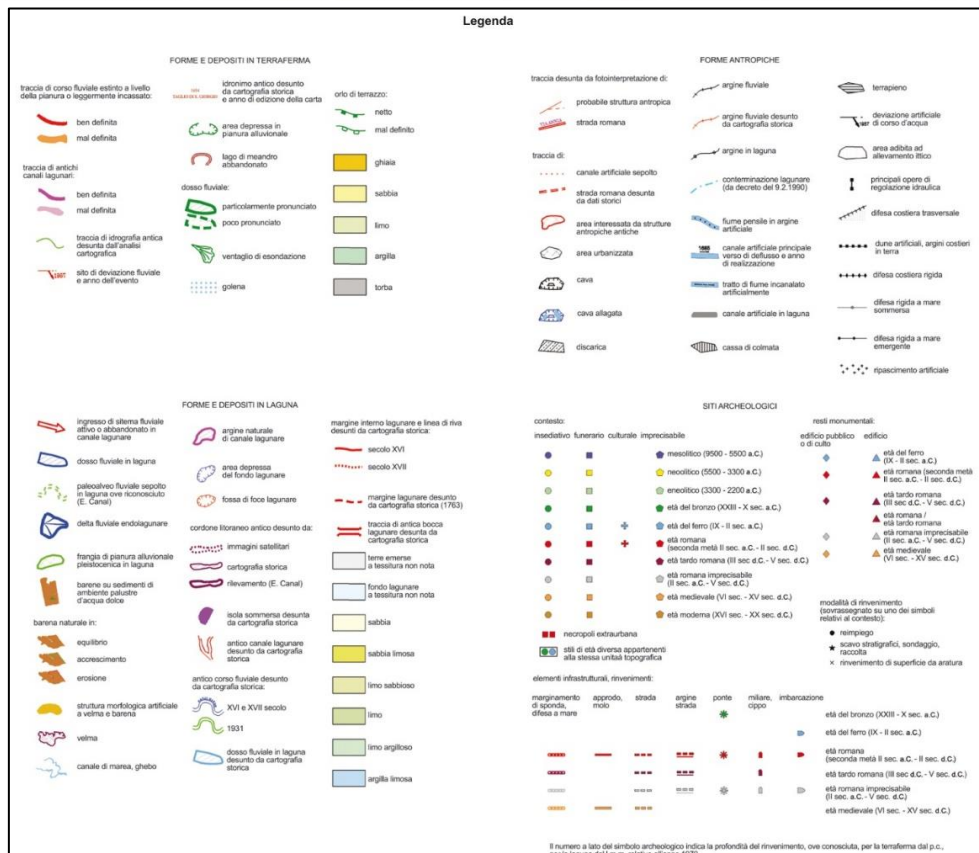 Legenda
FORME E DEPOSITI IN TERRAFERMA
traccia di corso fluviale estinto a livello
della pianura o leggermente incassato:
ben definita
mal definita
traccia di antichi
canali lagunari:
ben definita
mal definita
traccia di idrografia antica
desunta dall'analisi
cartografica
sito di deviazione fluviale
e anno dell'evento
idronimo antico desunto
da cartografia storica
e anno di edizione della carta
area depressa in
pianura alluvionale
lago di meandro
abbandonato
dosso fluviale:
particolarmente pronunciato
poco pronunciato
ventaglio di esondazione
golena
orlo di terrazzo:
netto
mal definito
ghiaia
sabbia
limo
argilla
torba
FORME ANTROPICHE
traccia desunta da fotointerpretazione di:
probabile struttura antropica
strada romana
traccia di:
canale artificiale sepolto
strada romana desunta
da dati storici
area interessata da strutture
antropiche antiche
area urbanizzata
cava
cava allagata
discarica
argine fluviale
argine fluviale desunto
da cartografia storica
argine in laguna
conterminazione lagunare
(da decreto del 9.2.1990)
fiume pensile in argine
artificiale
canale artificiale principale
verso di deflusso e anno
di realizzazione
tratto di fiume incanalato
artificialmente
canale artificiale in laguna
cassa di colmata
terrapieno
deviazione artificiale
di corso d'acqua
area adibita ad
allevamento ittico
principali opere di
regolazione idraulica
difesa costiera trasversale
dune artificiali, argini costieri
in terra
difesa costiera rigida
difesa rigida a mare
sommersa
difesa rigida a mare
emergente
ripascimento artificiale
FORME E DEPOSITI IN LAGUNA
ingresso di sitema fluviale
attivo o abbandonato in
canale lagunare
dosso fluviale in laguna
paleoalveo fluviale sepolto
in laguna ove riconosciuto
(E. Canal)
delta fluviale endolagunare
frangia di pianura alluvionale
pleistocenica in laguna
barene su sedimenti di
ambiente palustre
d'acqua dolce
barena naturale in:
equilibrio
accrescimento
erosione
struttura morfologica artificiale
a velma e barena
velma
canale di marea, ghebo
argine naturale
di canale lagunare
area depressa
del fondo lagunare
fossa di foce lagunare
cordone litoraneo antico desunto da:
immagini satellitari
cartografia storica
rilevamento (E. Canal)
isola sommersa desunta
da cartografia storica
antico canale lagunare
desunto da cartografia
storica
antico corso fluviale desunto
da cartografia storica:
XVI e XVII secolo
1931
dosso fluviale in laguna
desunto da cartografia
storica
margine interno lagunare e linea di riva
desunti da cartografia storica:
secolo XVI
secolo XVII
margine lagunare desunto
da cartografia storica (1763)
traccia di antica bocca
lagunare desunta da
cartografia storica
terre emerse
a tessitura non nota
fondo lagunare
a tessitura non nota
sabbia
sabbia limosa
limo sabbioso
limo
limo argilloso
argilla limosa
SITI ARCHEOLOGICI
contesto:
insediativo funerario culturale imprecisabile
mesolitico (9500 - 5500 a.C.)
neolitico (5500 - 3300 a.C.)
eneolitico (3300 - 2200 a.C.)
età del bronzo (XXIII - X sec. a.C.)
età del ferro (IX - II sec. a.C.)
età romana
(seconda metá II sec. a.C. - II sec. d.C.)
età tardo romana (III sec d.C. - V sec. d.C.)
età romana imprecisabile
(II sec. a.C. - V sec. d.C.)
età medievale (VI sec. - XV sec. d.C.)
età moderna (XVI sec. - XX sec. d.C.)
necropoli extraurbana
stili di età diversa appartenenti
alla stessa unitaá topografica
resti monumentali:
edificio pubblico
o di culto
edificio
età del ferro
(IX - II sec. a.C.)
età romana (seconda metá
II sec. a.C. - II sec. d.C.)
età tardo romana
(III sec d.C. - V sec. d.C.)
età romana /
età tardo romana
età romana imprecisabile
(II sec. a.C. - V sec. d.C.)
età medievale
(VI sec. - XV sec. d.C.)
modalità di rinvenimento
(sovrassegnato su uno dei simboli
relativi al contesto):
reimpiego
scavo stratigrafici, sondaggio,
raccolta
rinvenimento di superficie da aratura
elementi infrastrutturali, rinvenimenti:
marginamento
di sponda,
difesa a mare
approdo,
molo
strada
argine
strada
ponte
miliare,
cippo
imbarcazione
età del bronzo (XXIII - X sec. a.C.)
età del ferro (IX - II sec. a.C.)
età romana
(seconda metá II sec. a.C. - II sec. d.C.)
età tardo romana (III sec d.C. - V sec. d.C.)
età romana imprecisabile
(II sec. a.C. - V sec. d.C.)
età medievale (VI sec. - XV sec. d.C.)
Il numero a lato del simbolo archeologico indica la profondità del rinvenimento, ove conosciuta, per la terraferma dal p.c.,